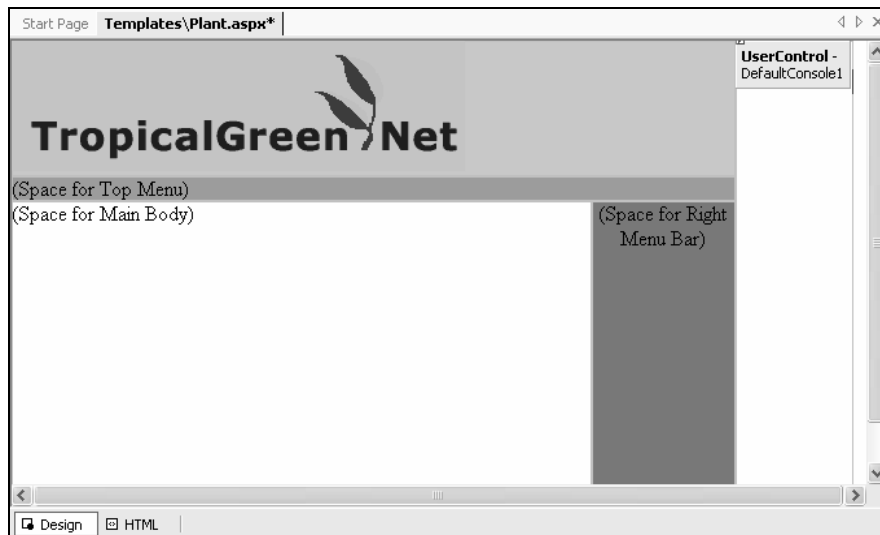 Start Page Templates\Plant.aspx*
UserControl -
DefaultConsole1
TropicalGreen Net
(Space for Top Menu)
(Space for Main Body)
(Space for Right
Menu Bar)
Design HTML